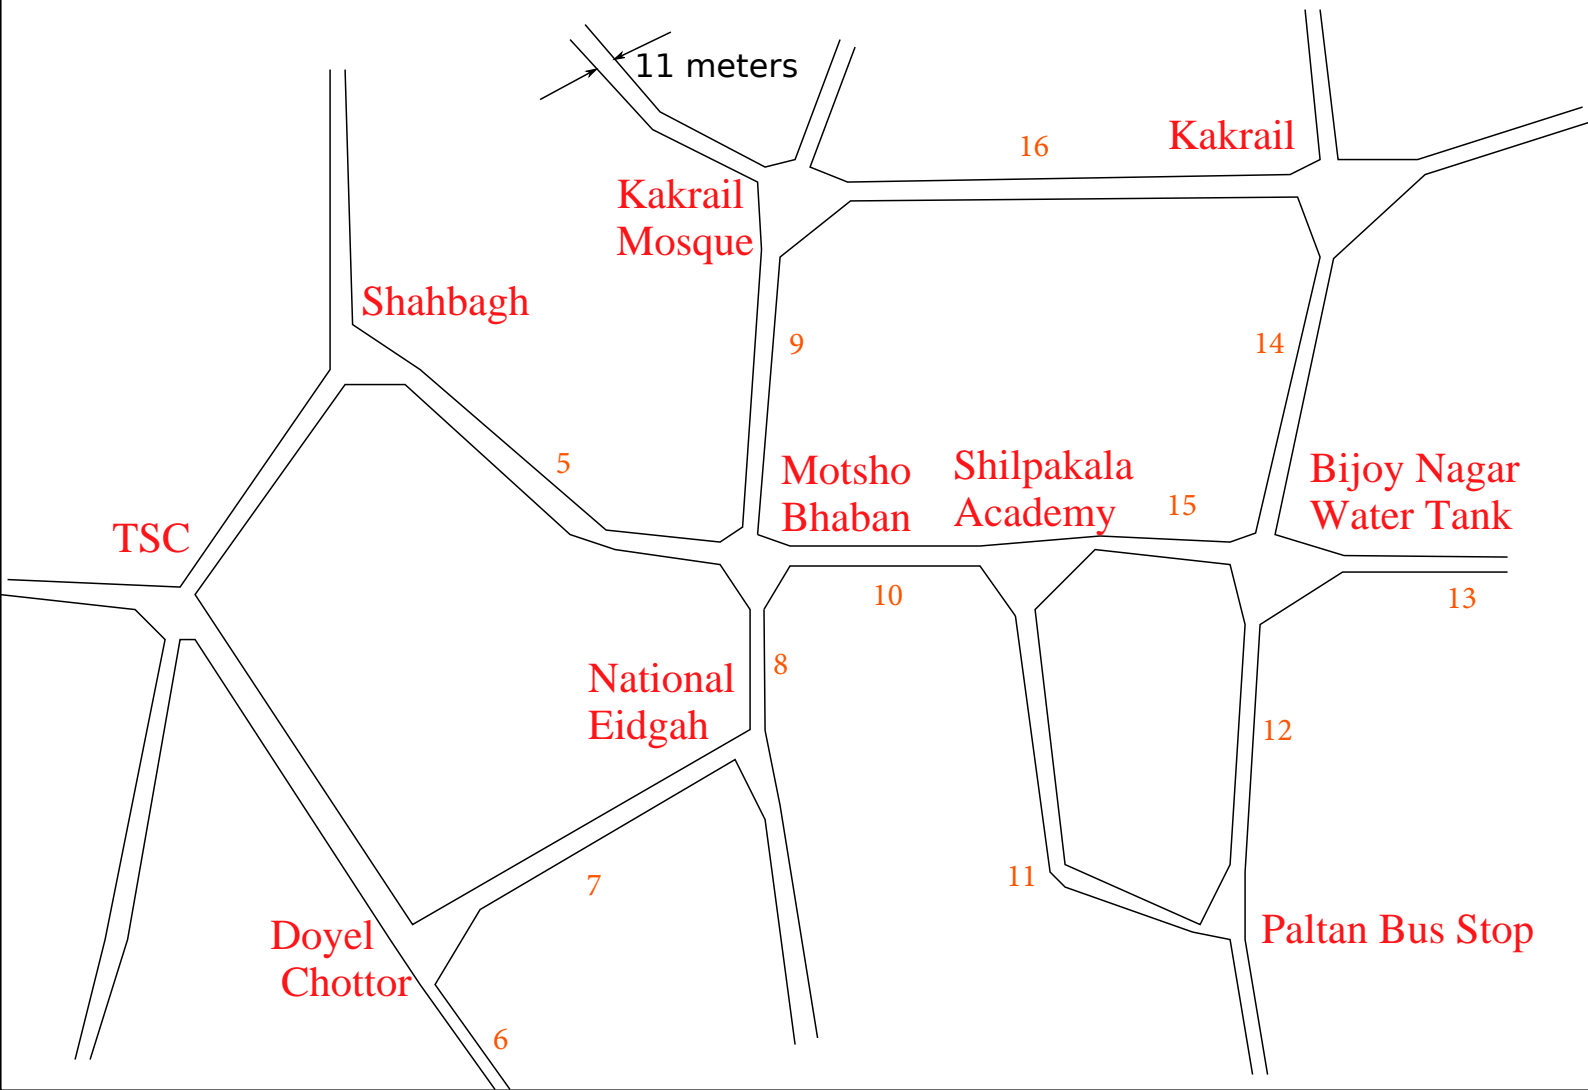 11 meters
16
Kakrail
Kakrail
Mosque
Shahbagh
9
14
5
Motsho
Bhaban
Shilpakala
Academy
15
Bijoy Nagar
Water Tank
TSC
10
13
8
National
Eidgah
12
7
11
Doyel
Chottor
Paltan Bus Stop
6